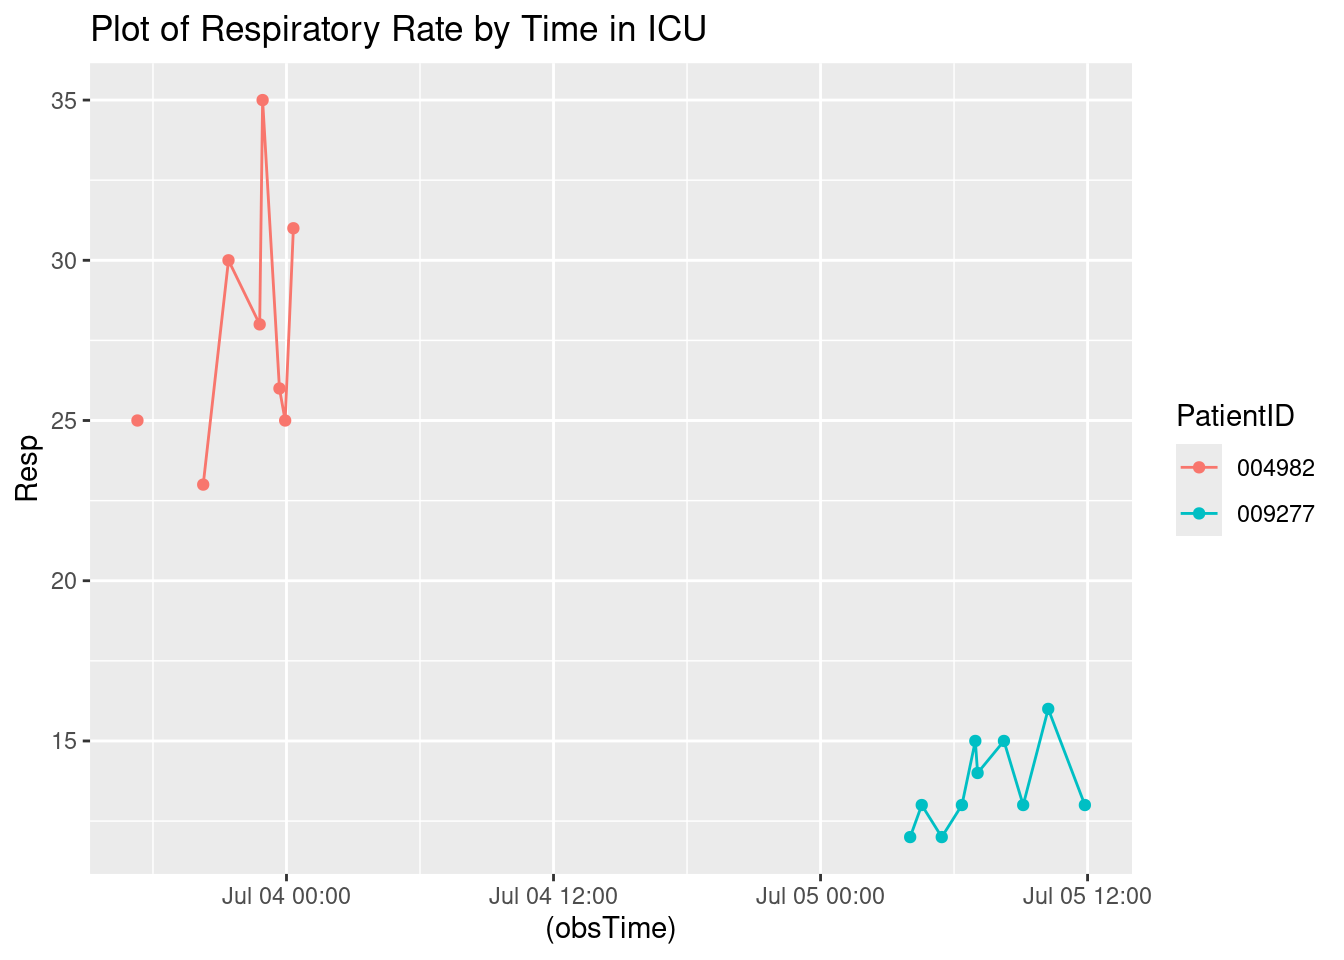 Plot of Respiratory Rate by Time in ICU
35
30
25
20
15
Resp
Jul 04 00:00
Jul 04 12:00
Jul 05 00:00
Jul 05 12:00
(obsTime)
PatientID
004982
009277